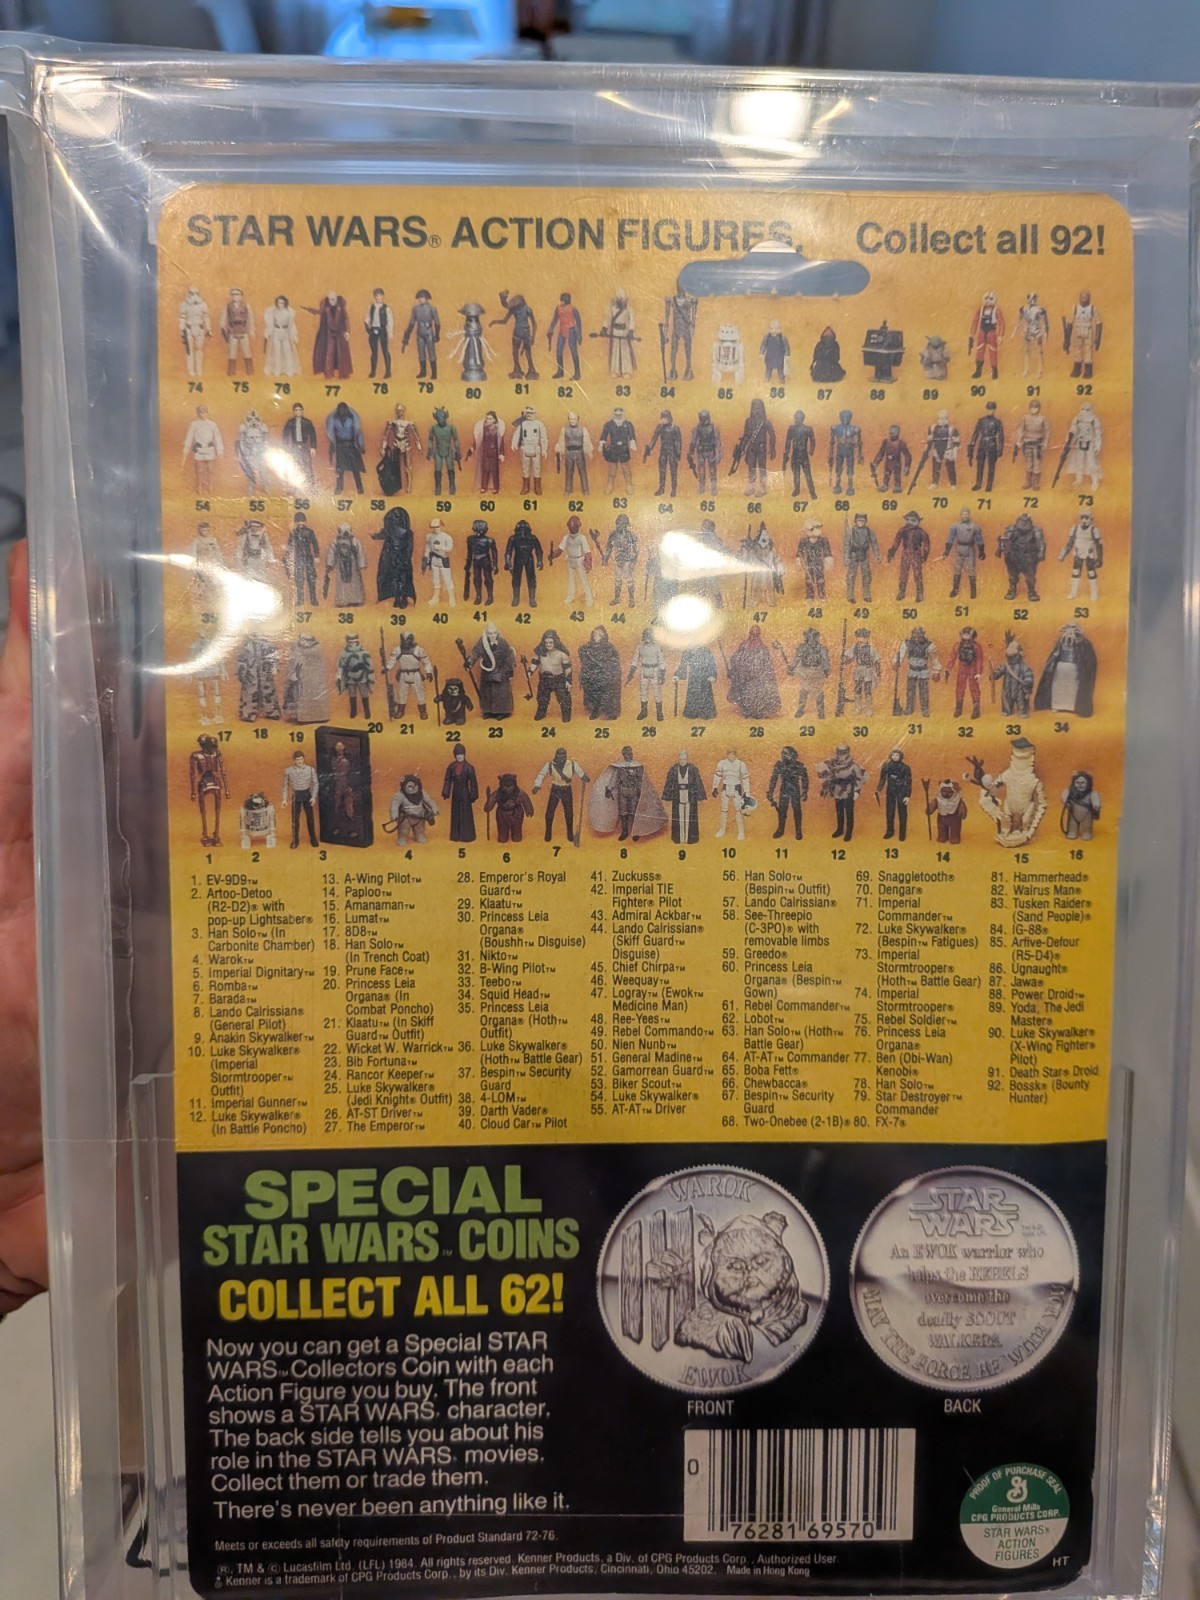 STAR WARS® ACTION FIGURES. Collect all 92!
74 75 76 77 78 79 80 81 82 83 84 85 86 87 88 89 90 91 92
54 55 56 57 58 59 60 61 62 63 64 65 66 67 68 69 70 71 72 73
35 37 38 39 40 41 42 43 44 47 48 49 50 51 52 53
17 18 19 20 21 22 23 24 25 26 27 28 29 30 31 32 33 34
1 2 3 4 5 6 7 8 9 10 11 12 13 14 15 16
1. EV-9D9™
2. Artoo-Detoo
(R2-D2)® with
pop-up Lightsaber®
3. Han Solo™ (In
Carbonite Chamber)
4. Warok™
5. Imperial Dignitary™
6. Romba™
7. Barada™
8. Lando Calrissian®
(General Pilot)
9. Anakin Skywalker™
10. Luke Skywalker®
(Imperial
Stormtrooper™
Outfit)
11. Imperial Gunner™
12. Luke Skywalker®
(In Battle Poncho)
13. A-Wing Pilot™
14. Paploo™
15. Amanaman™
16. Lumat™
17. 8D8™
18. Han Solo™
(In Trench Coat)
19. Prune Face™
20. Princess Leia
Organa® (In
Combat Poncho)
21. Klaatu™ (In Skiff
Guard™ Outfit)
22. Wicket W. Warrick™
23. Bib Fortuna™
24. Rancor Keeper™
25. Luke Skywalker®
(Jedi Knight® Outfit)
26. AT-ST Driver™
27. The Emperor™
28. Emperor's Royal
Guard™
29. Klaatu™
30. Princess Leia
Organa®
(Boushh™ Disguise)
31. Nikto™
32. B-Wing Pilot™
33. Teebo™
34. Squid Head™
35. Princess Leia
Organa® (Hoth™
Outfit)
36. Luke Skywalker®
(Hoth™ Battle Gear)
37. Bespin™ Security
Guard
38. 4-LOM™
39. Darth Vader®
40. Cloud Car™ Pilot
41. Zuckuss®
42. Imperial TIE
Fighter® Pilot
43. Admiral Ackbar™
44. Lando Calrissian®
(Skiff Guard™
Disguise)
45. Chief Chirpa™
46. Weequay™
47. Logray™ (Ewok™
Medicine Man)
48. Ree-Yees™
49. Rebel Commando™
50. Nien Nunb™
51. General Madine™
52. Gamorrean Guard™
53. Biker Scout™
54. Luke Skywalker®
55. AT-AT™ Driver
56. Han Solo™
(Bespin™ Outfit)
57. Lando Calrissian®
58. See-Threepio
(C-3PO)® with
removable limbs
59. Greedo®
60. Princess Leia
Organa® (Bespin™
Gown)
61. Rebel Commander™
62. Lobot™
63. Han Solo™ (Hoth™
Battle Gear)
64. AT-AT™ Commander
65. Boba Fett®
66. Chewbacca®
67. Bespin™ Security
Guard
68. Two-Onebee (2-1B)®
69. Snaggletooth®
70. Dengar®
71. Imperial
Commander™
72. Luke Skywalker®
(Bespin™ Fatigues)
73. Imperial
Stormtrooper®
(Hoth™ Battle Gear)
74. Imperial
Stormtrooper®
75. Rebel Soldier™
76. Princess Leia
Organa®
77. Ben (Obi-Wan)
Kenobi®
78. Han Solo™
79. Star Destroyer™
Commander
80. FX-7®
81. Hammerhead®
82. Walrus Man®
83. Tusken Raider®
(Sand People)®
84. IG-88®
85. Arfive-Defour
(R5-D4)®
86. Ugnaught®
87. Jawa®
88. Power Droid™
89. Yoda, The Jedi
Master®
90. Luke Skywalker®
(X-Wing Fighter®
Pilot)
91. Death Star® Droid
92. Bossk® (Bounty
Hunter)
SPECIAL
STAR WARS™ COINS
COLLECT ALL 62!
Now you can get a Special STAR
WARS™ Collectors Coin with each
Action Figure you buy. The front
shows a STAR WARS® character.
The back side tells you about his
role in the STAR WARS® movies.
Collect them or trade them.
There's never been anything like it.
WAROK
EWOK
FRONT
STAR
WARS
An EWOK warrior who
helps the REBELS
overcome the
deadly SCOUT
WALKERS
MAY THE FORCE BE WITH YOU
BACK
0
76281 69570
PROOF OF PURCHASE SEAL
G
General Mills
CPG PRODUCTS CORP.
STAR WARS®
ACTION
FIGURES
HT
Meets or exceeds all safety requirements of Product Standard 72-76.
®, TM & © Lucasfilm Ltd. (LFL) 1984. All rights reserved. Kenner Products, a Div. of CPG Products Corp., Authorized User.
Kenner is a trademark of CPG Products Corp., by its Div. Kenner Products, Cincinnati, Ohio 45202. Made in Hong Kong